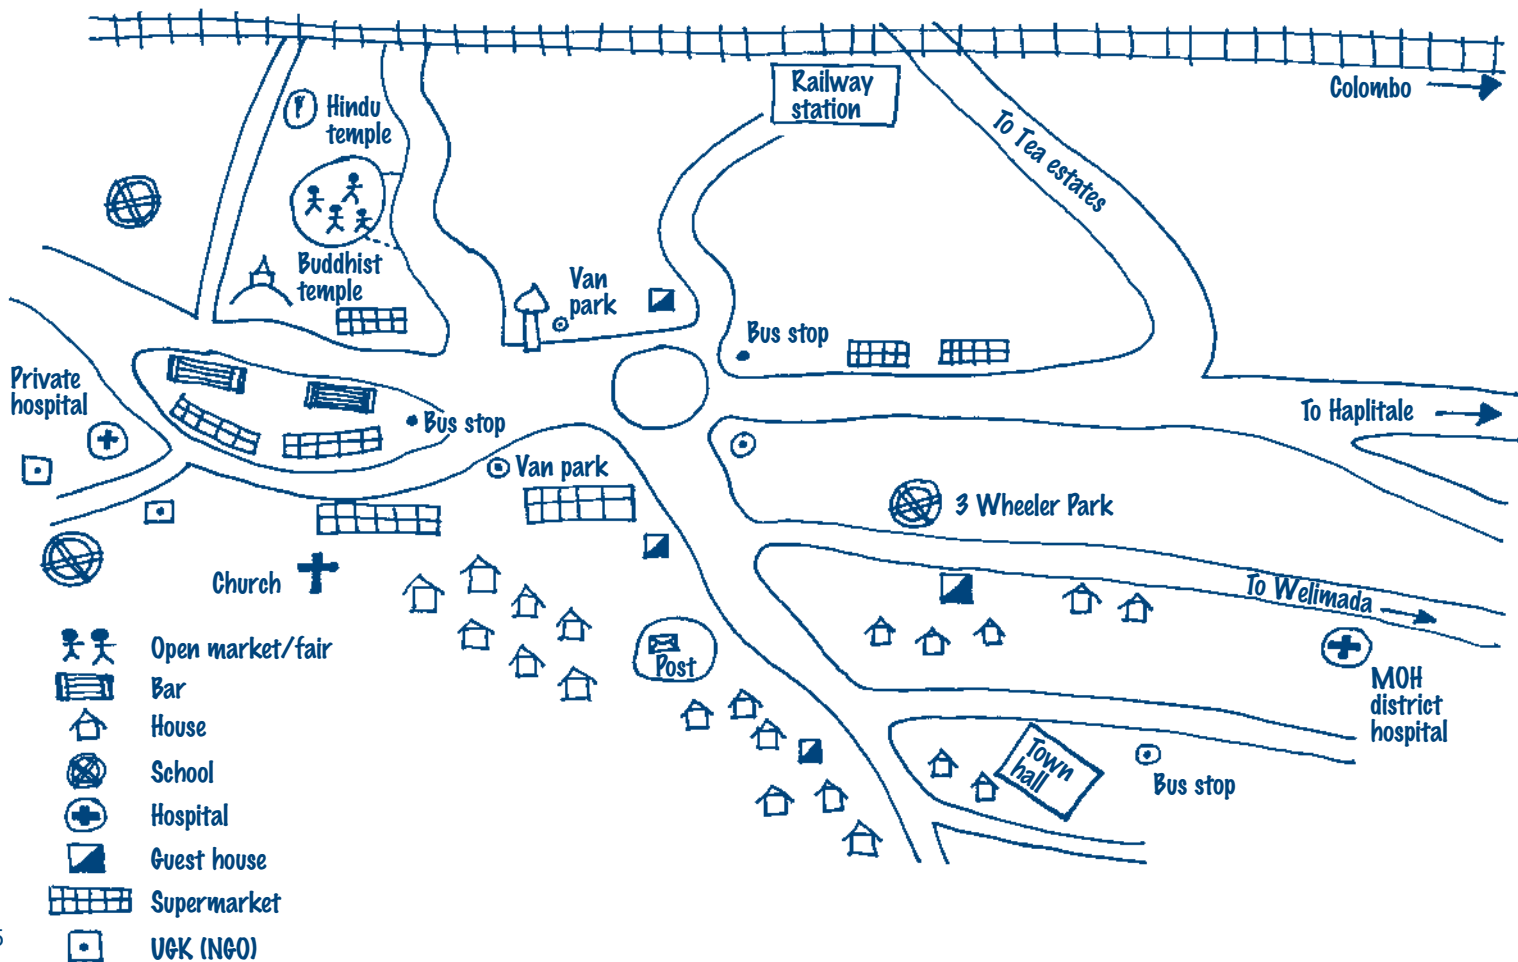 Railway
station
Colombo
Hindu
temple
To Tea estates
Buddhist
temple
Van
park
Bus stop
Private
hospital
Bus stop
To Haplitale
Van park
3 Wheeler Park
Church
To Welimada
Post
MOH
district
hospital
Town
hall
Bus stop
Open market/fair
Bar
House
School
Hospital
Guest house
Supermarket
UGK (NGO)
5